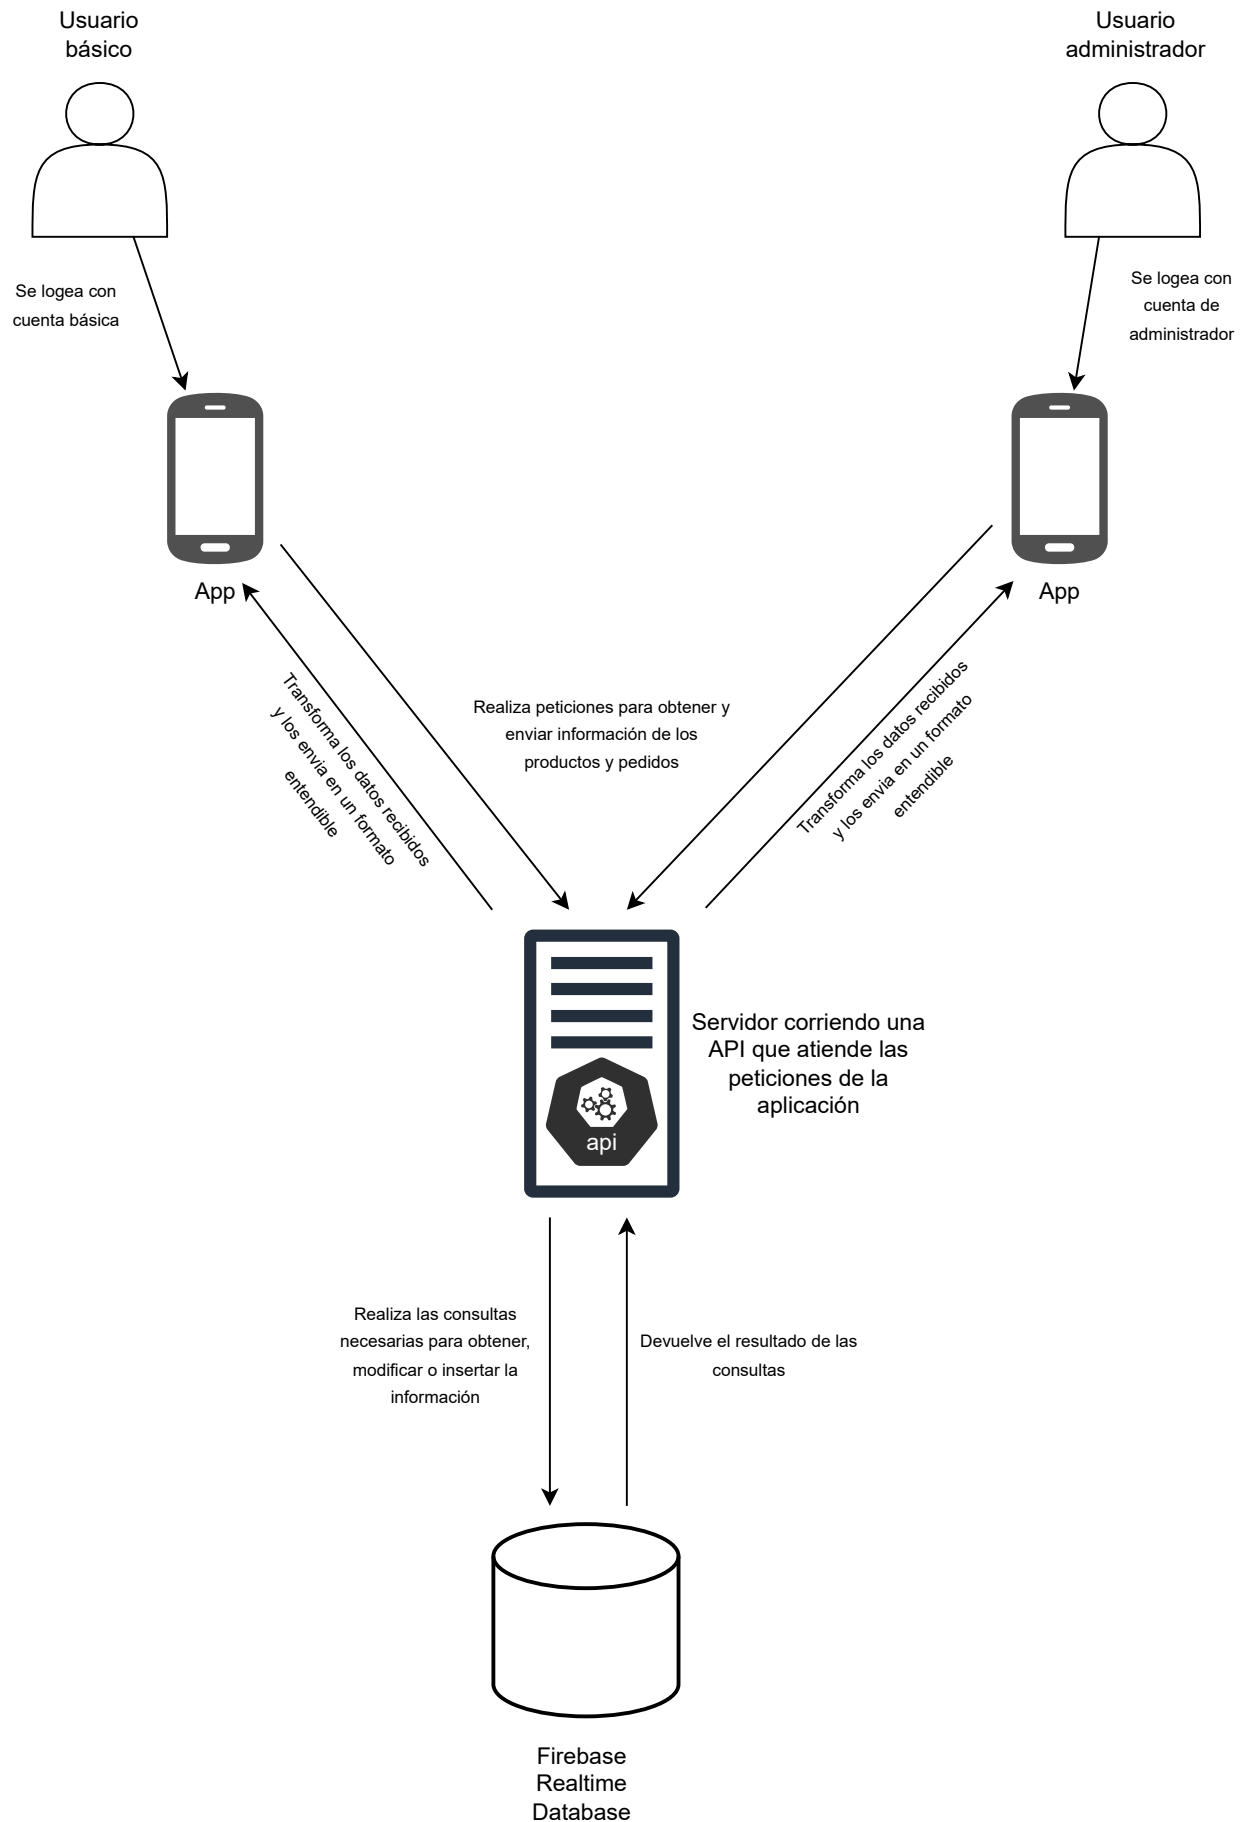 Usuario
básico
Usuario
administrador
Se logea con
cuenta básica
Se logea con
cuenta de
administrador
App
App
Transforma los datos recibidos
y los envia en un formato
entendible
Realiza peticiones para obtener y
enviar información de los
productos y pedidos
Transforma los datos recibidos
y los envia en un formato
entendible
Servidor corriendo una
API que atiende las
peticiones de la
aplicación
api
Realiza las consultas
necesarias para obtener,
modificar o insertar la
información
Devuelve el resultado de las
consultas
Firebase
Realtime
Database